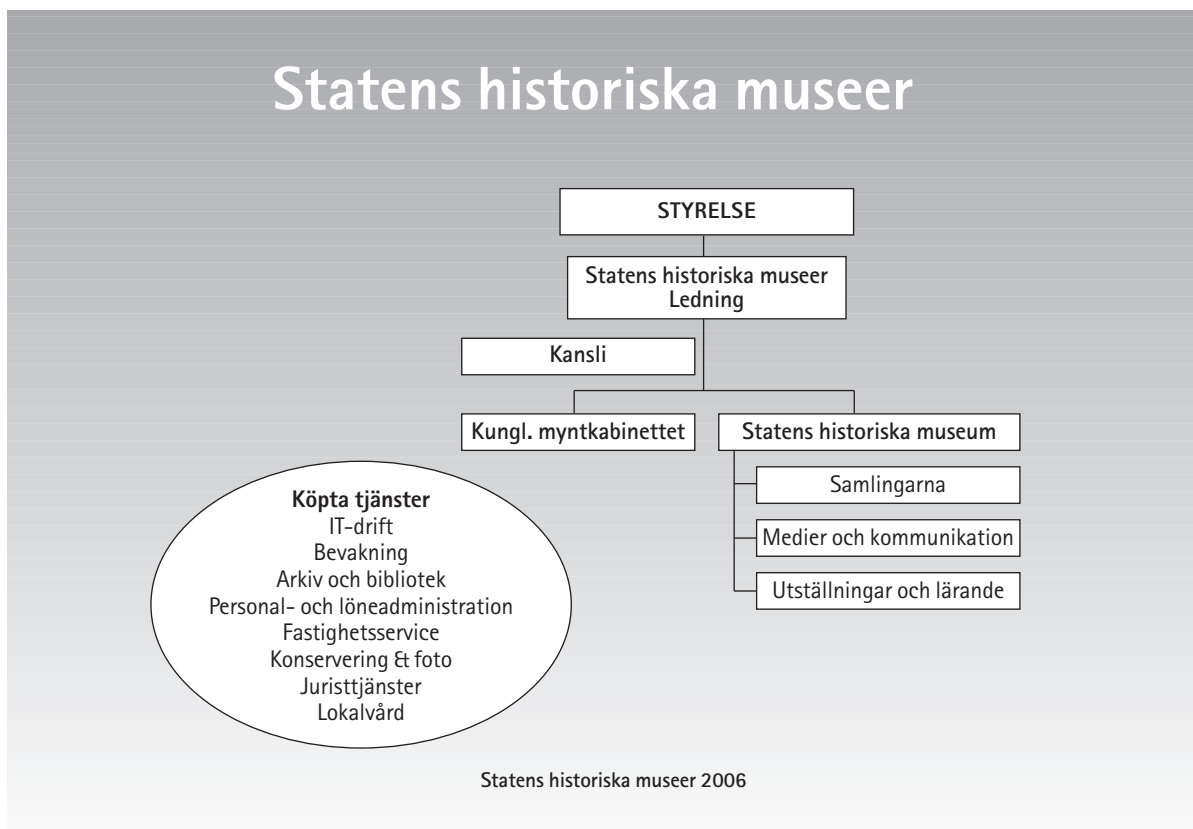 Statens historiska museer
STYRELSE
Statens historiska museer
Ledning
Kansli
Kungl. myntkabinettet
Statens historiska museum
Samlingarna
Medier och kommunikation
Utställningar och lärande
Köpta tjänster
IT-drift
Bevakning
Arkiv och bibliotek
Personal- och löneadministration
Fastighetsservice
Konservering & foto
Juristtjänster
Lokalvård
Statens historiska museer 2006